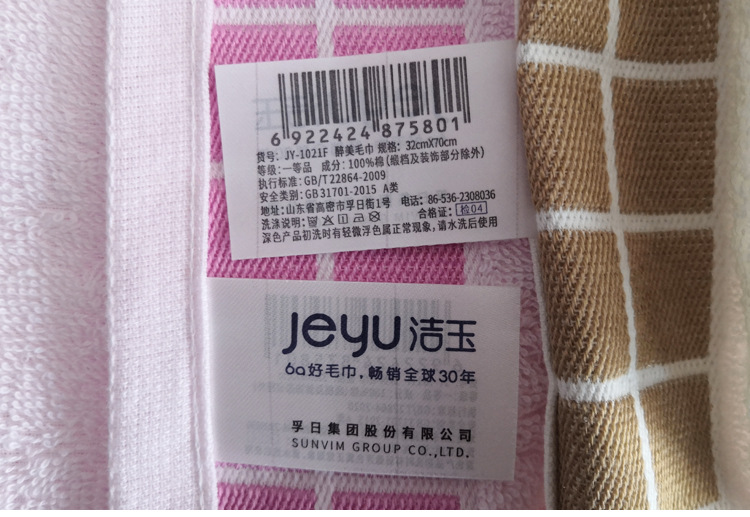 6 922424 875801
货号: JY-1021F 醉美毛巾 规格: 32cmX70cm
等级: 一等品 成分: 100%棉(缎档及装饰部分除外)
执行标准: GB/T22864-2009
安全类别: GB 31701-2015 A类
地址: 山东省高密市孚日街1号 电话: 86-536-2308036
洗涤说明: 合格证: 检04
深色产品初洗时有轻微浮色属正常现象,请水洗后使用
Jeyu 洁玉
6a好毛巾,畅销全球30年
孚日集团股份有限公司
SUNVIM GROUP CO.,LTD.